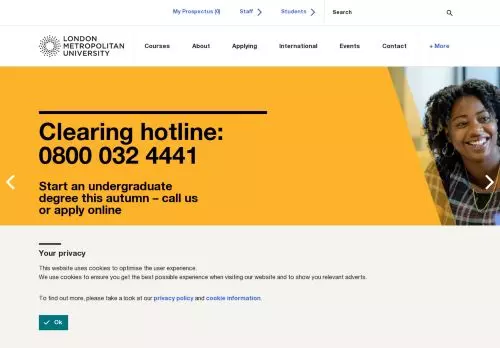 My Prospectus (0) Staff Students Search
LONDON
METROPOLITAN
UNIVERSITY
Courses About Applying International Events Contact + More
Clearing hotline:
0800 032 4441
Start an undergraduate
degree this autumn – call us
or apply online
Your privacy
This website uses cookies to optimise the user experience.
We use cookies to ensure you get the best possible experience when visiting our website and to show you relevant adverts.
To find out more, please take a look at our privacy policy and cookie information.
Ok